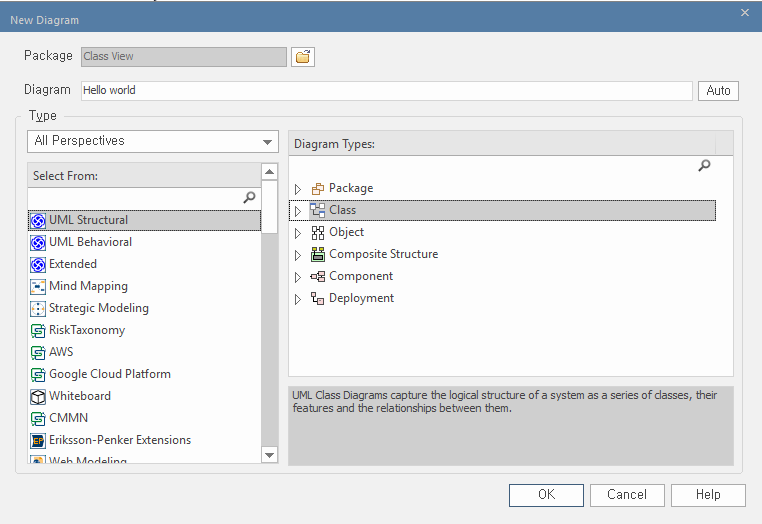 New Diagram
Package
Class View
Diagram
Hello world
Auto
Type
All Perspectives
Select From:
UML Structural
UML Behavioral
Extended
Mind Mapping
Strategic Modeling
RiskTaxonomy
AWS
Google Cloud Platform
Whiteboard
CMMN
Eriksson-Penker Extensions
Web Modeling
Diagram Types:
Package
Class
Object
Composite Structure
Component
Deployment
UML Class Diagrams capture the logical structure of a system as a series of classes, their
features and the relationships between them.
OK
Cancel
Help